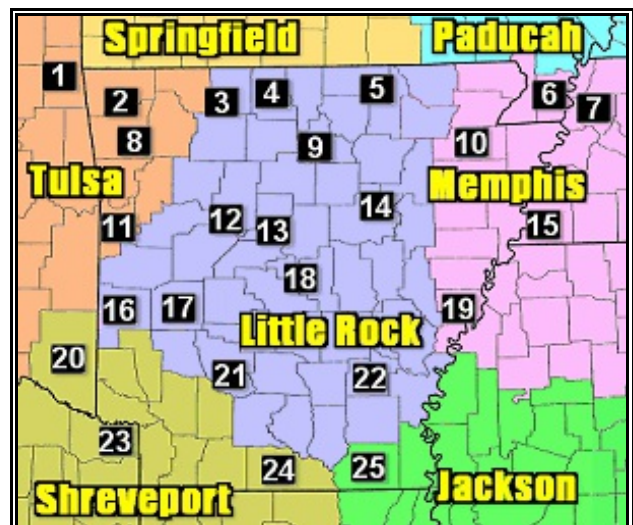 Springfield Paducah
1
2 3 4 5 6 7
8 9 10
Tulsa Memphis
11 12 13 14 15
16 17 18 19
Little Rock
20 21 22
23 24 25
Shreveport Jackson